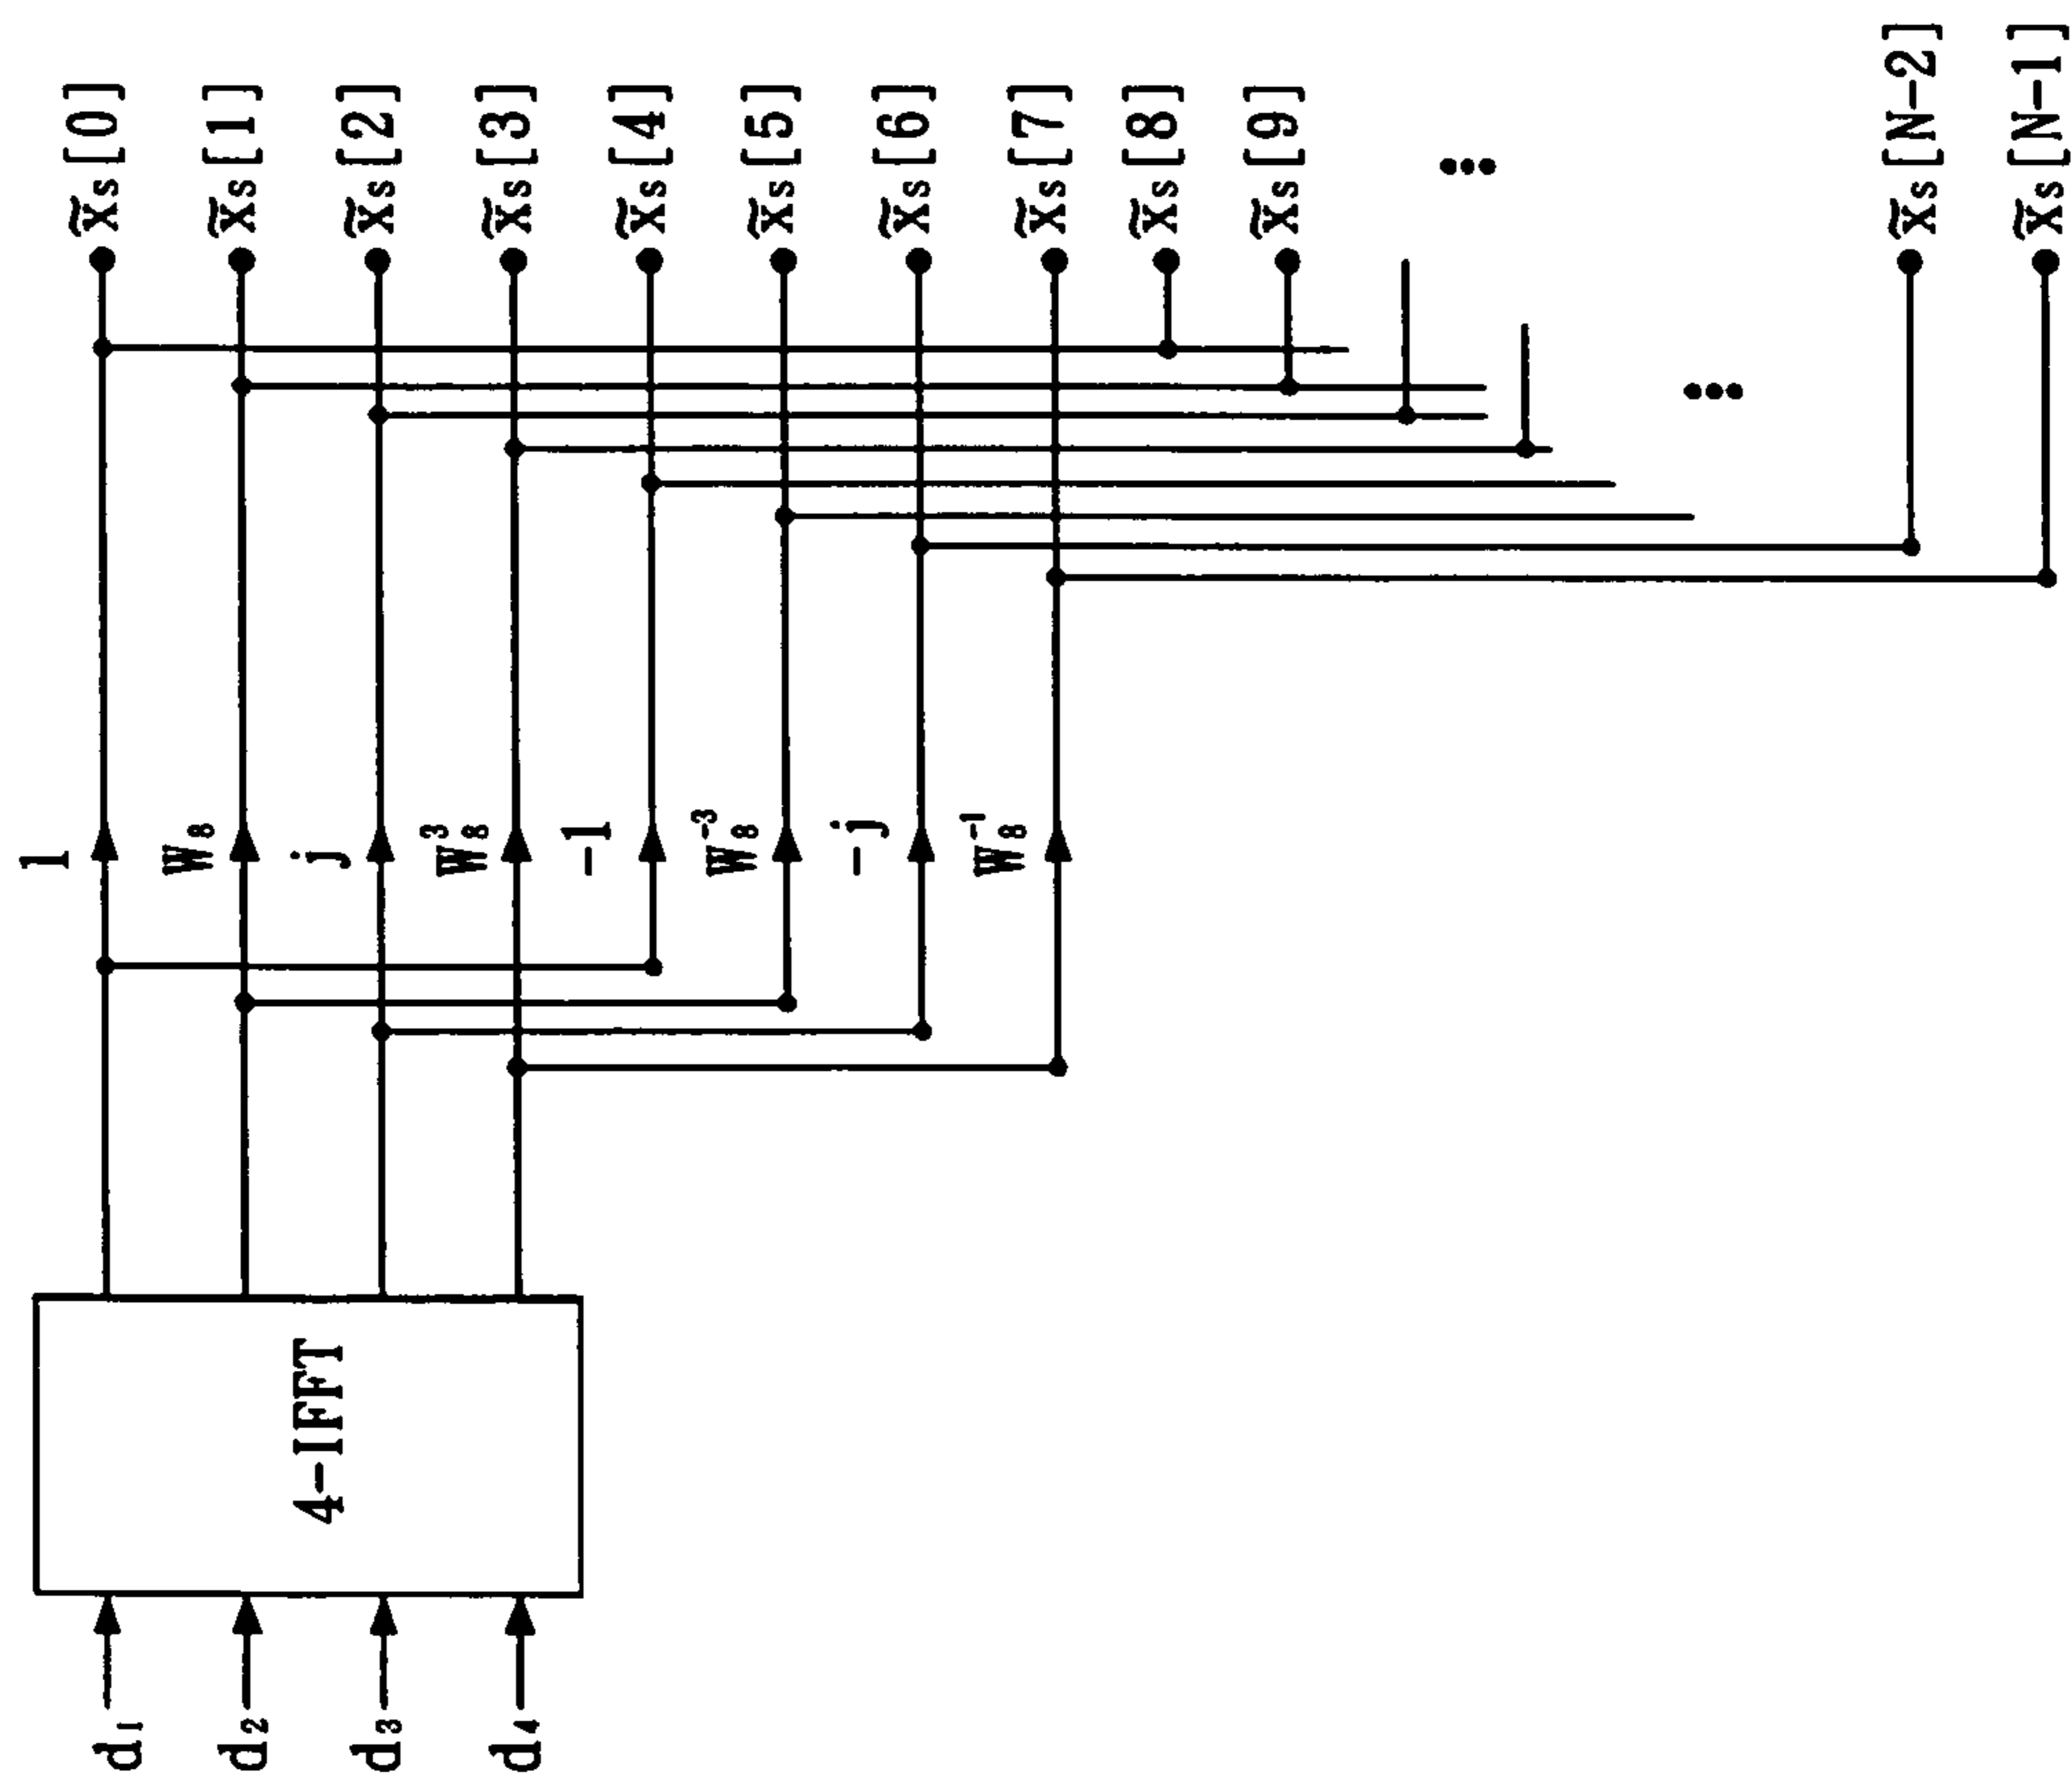 d₁
d₂
d₃
d₄
4-IFFT
1
W₈
j
W₈³
-1
W₈⁻³
-j
W₈⁻¹
x̃s[0]
x̃s[1]
x̃s[2]
x̃s[3]
x̃s[4]
x̃s[5]
x̃s[6]
x̃s[7]
x̃s[8]
x̃s[9]
...
...
x̃s[N-2]
x̃s[N-1]